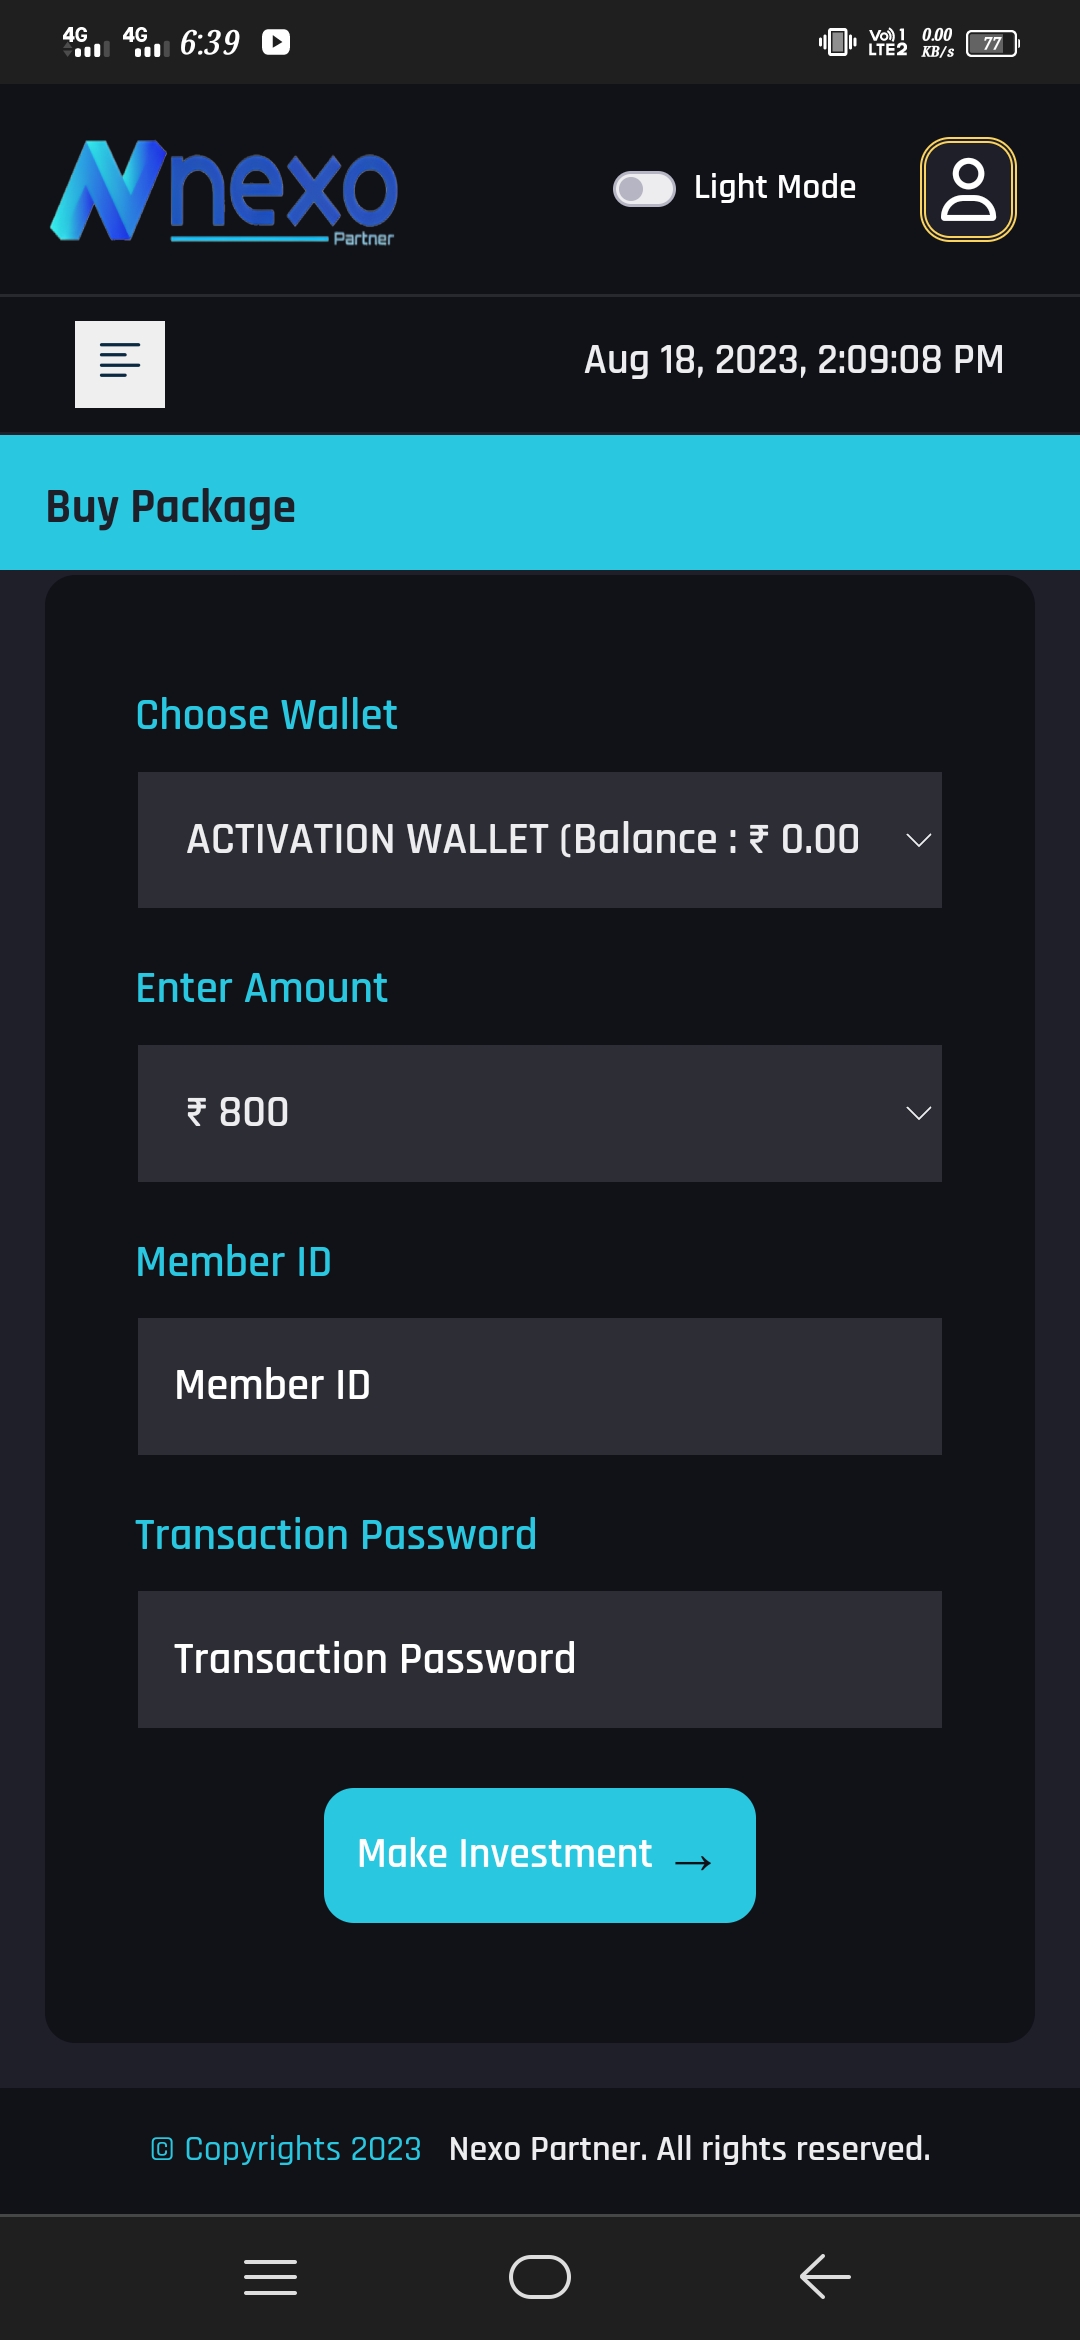 4G 4G 6:39 Vo) 1 LTE2 0.00 KB/s 77
nexo
Partner
Light Mode
Aug 18, 2023, 2:09:08 PM
Buy Package
Choose Wallet
ACTIVATION WALLET (Balance : ₹ 0.00
Enter Amount
₹ 800
Member ID
Member ID
Transaction Password
Transaction Password
Make Investment →
© Copyrights 2023 Nexo Partner. All rights reserved.